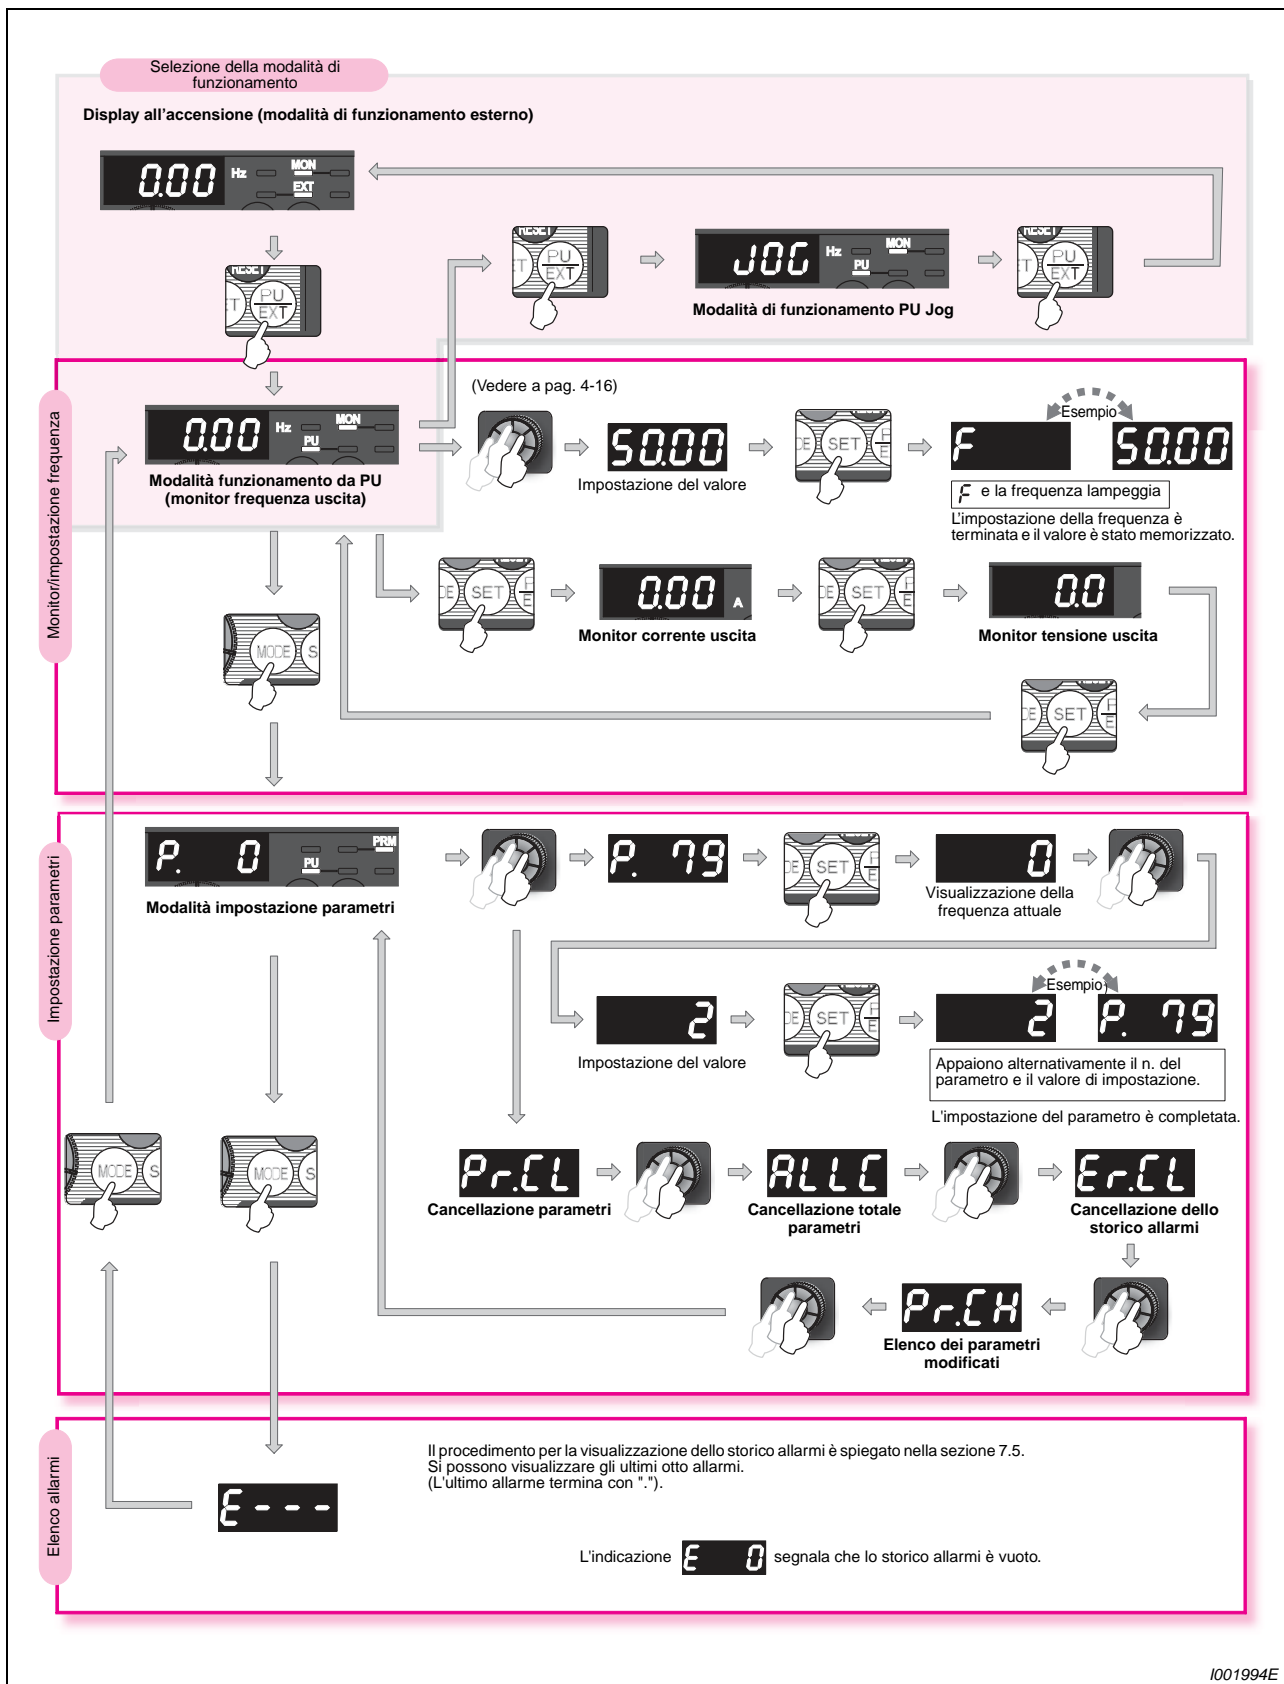 Selezione della modalità di
funzionamento
Display all'accensione (modalità di funzionamento esterno)
0.00 Hz MON
EXT
RESET
PU
EXT
RESET
PU
EXT
JOG Hz MON
PU
RESET
PU
EXT
Modalità di funzionamento PU Jog
Monitor/impostazione frequenza
0.00 Hz MON
PU
Modalità funzionamento da PU
(monitor frequenza uscita)
(Vedere a pag. 4-16)
50.00
Impostazione del valore
SET
Esempio
F
50.00
F e la frequenza lampeggia
L'impostazione della frequenza è
terminata e il valore è stato memorizzato.
SET
0.00 A
Monitor corrente uscita
SET
0.0
Monitor tensione uscita
MODE
SET
Impostazione parametri
P. 0 PRM
PU
Modalità impostazione parametri
P. 79
SET
0
Visualizzazione della
frequenza attuale
2
Impostazione del valore
SET
Esempio
2
P. 79
Appaiono alternativamente il n. del
parametro e il valore di impostazione.
L'impostazione del parametro è completata.
MODE
MODE
Pr.CL
Cancellazione parametri
ALLC
Cancellazione totale
parametri
Er.CL
Cancellazione dello
storico allarmi
Pr.CH
Elenco dei parametri
modificati
Elenco allarmi
E---
Il procedimento per la visualizzazione dello storico allarmi è spiegato nella sezione 7.5.
Si possono visualizzare gli ultimi otto allarmi.
(L'ultimo allarme termina con ".").
L'indicazione E 0 segnala che lo storico allarmi è vuoto.
I001994E